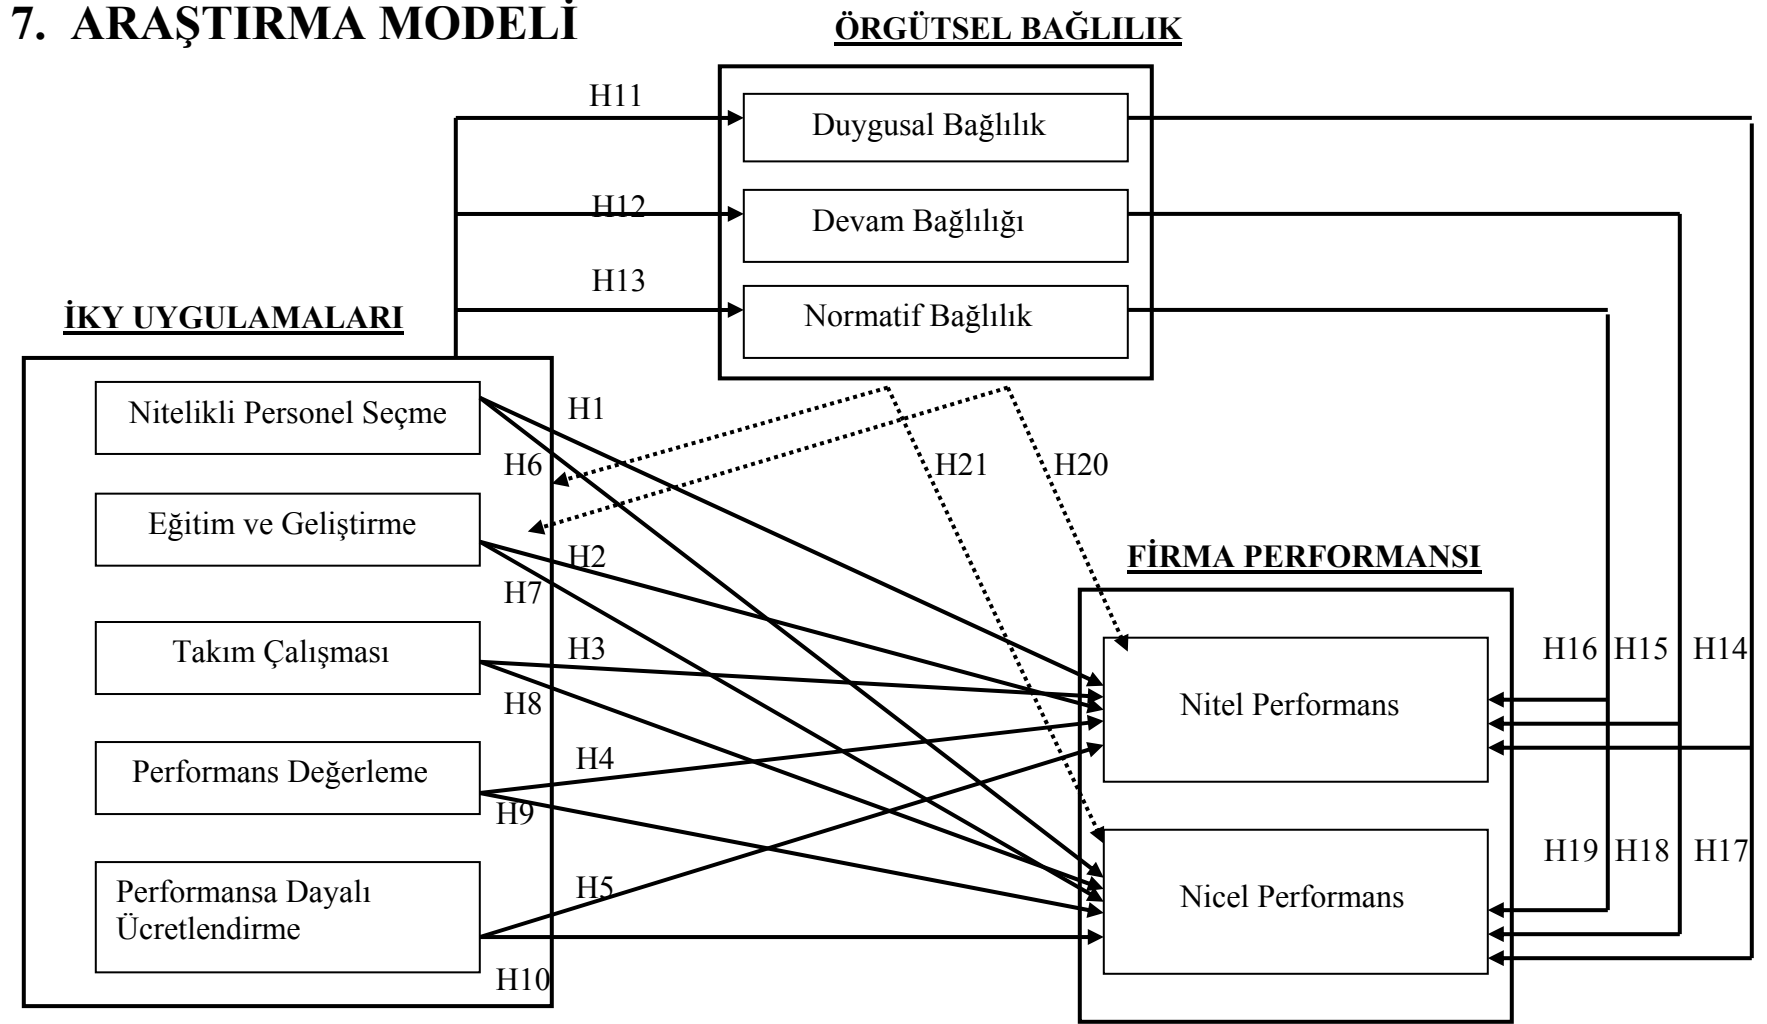 7. ARAŞTIRMA MODELİ
ÖRGÜTSEL BAĞLILIK
H11
Duygusal Bağlılık
H12
Devam Bağlılığı
H13
Normatif Bağlılık
İKY UYGULAMALARI
Nitelikli Personel Seçme
H1
H6
H21
H20
Eğitim ve Geliştirme
H2
H7
FİRMA PERFORMANSI
Takım Çalışması
H3
H16
H15
H14
H8
Nitel Performans
Performans Değerleme
H4
H9
H19
H18
H17
Performansa Dayalı
Ücretlendirme
H5
Nicel Performans
H10